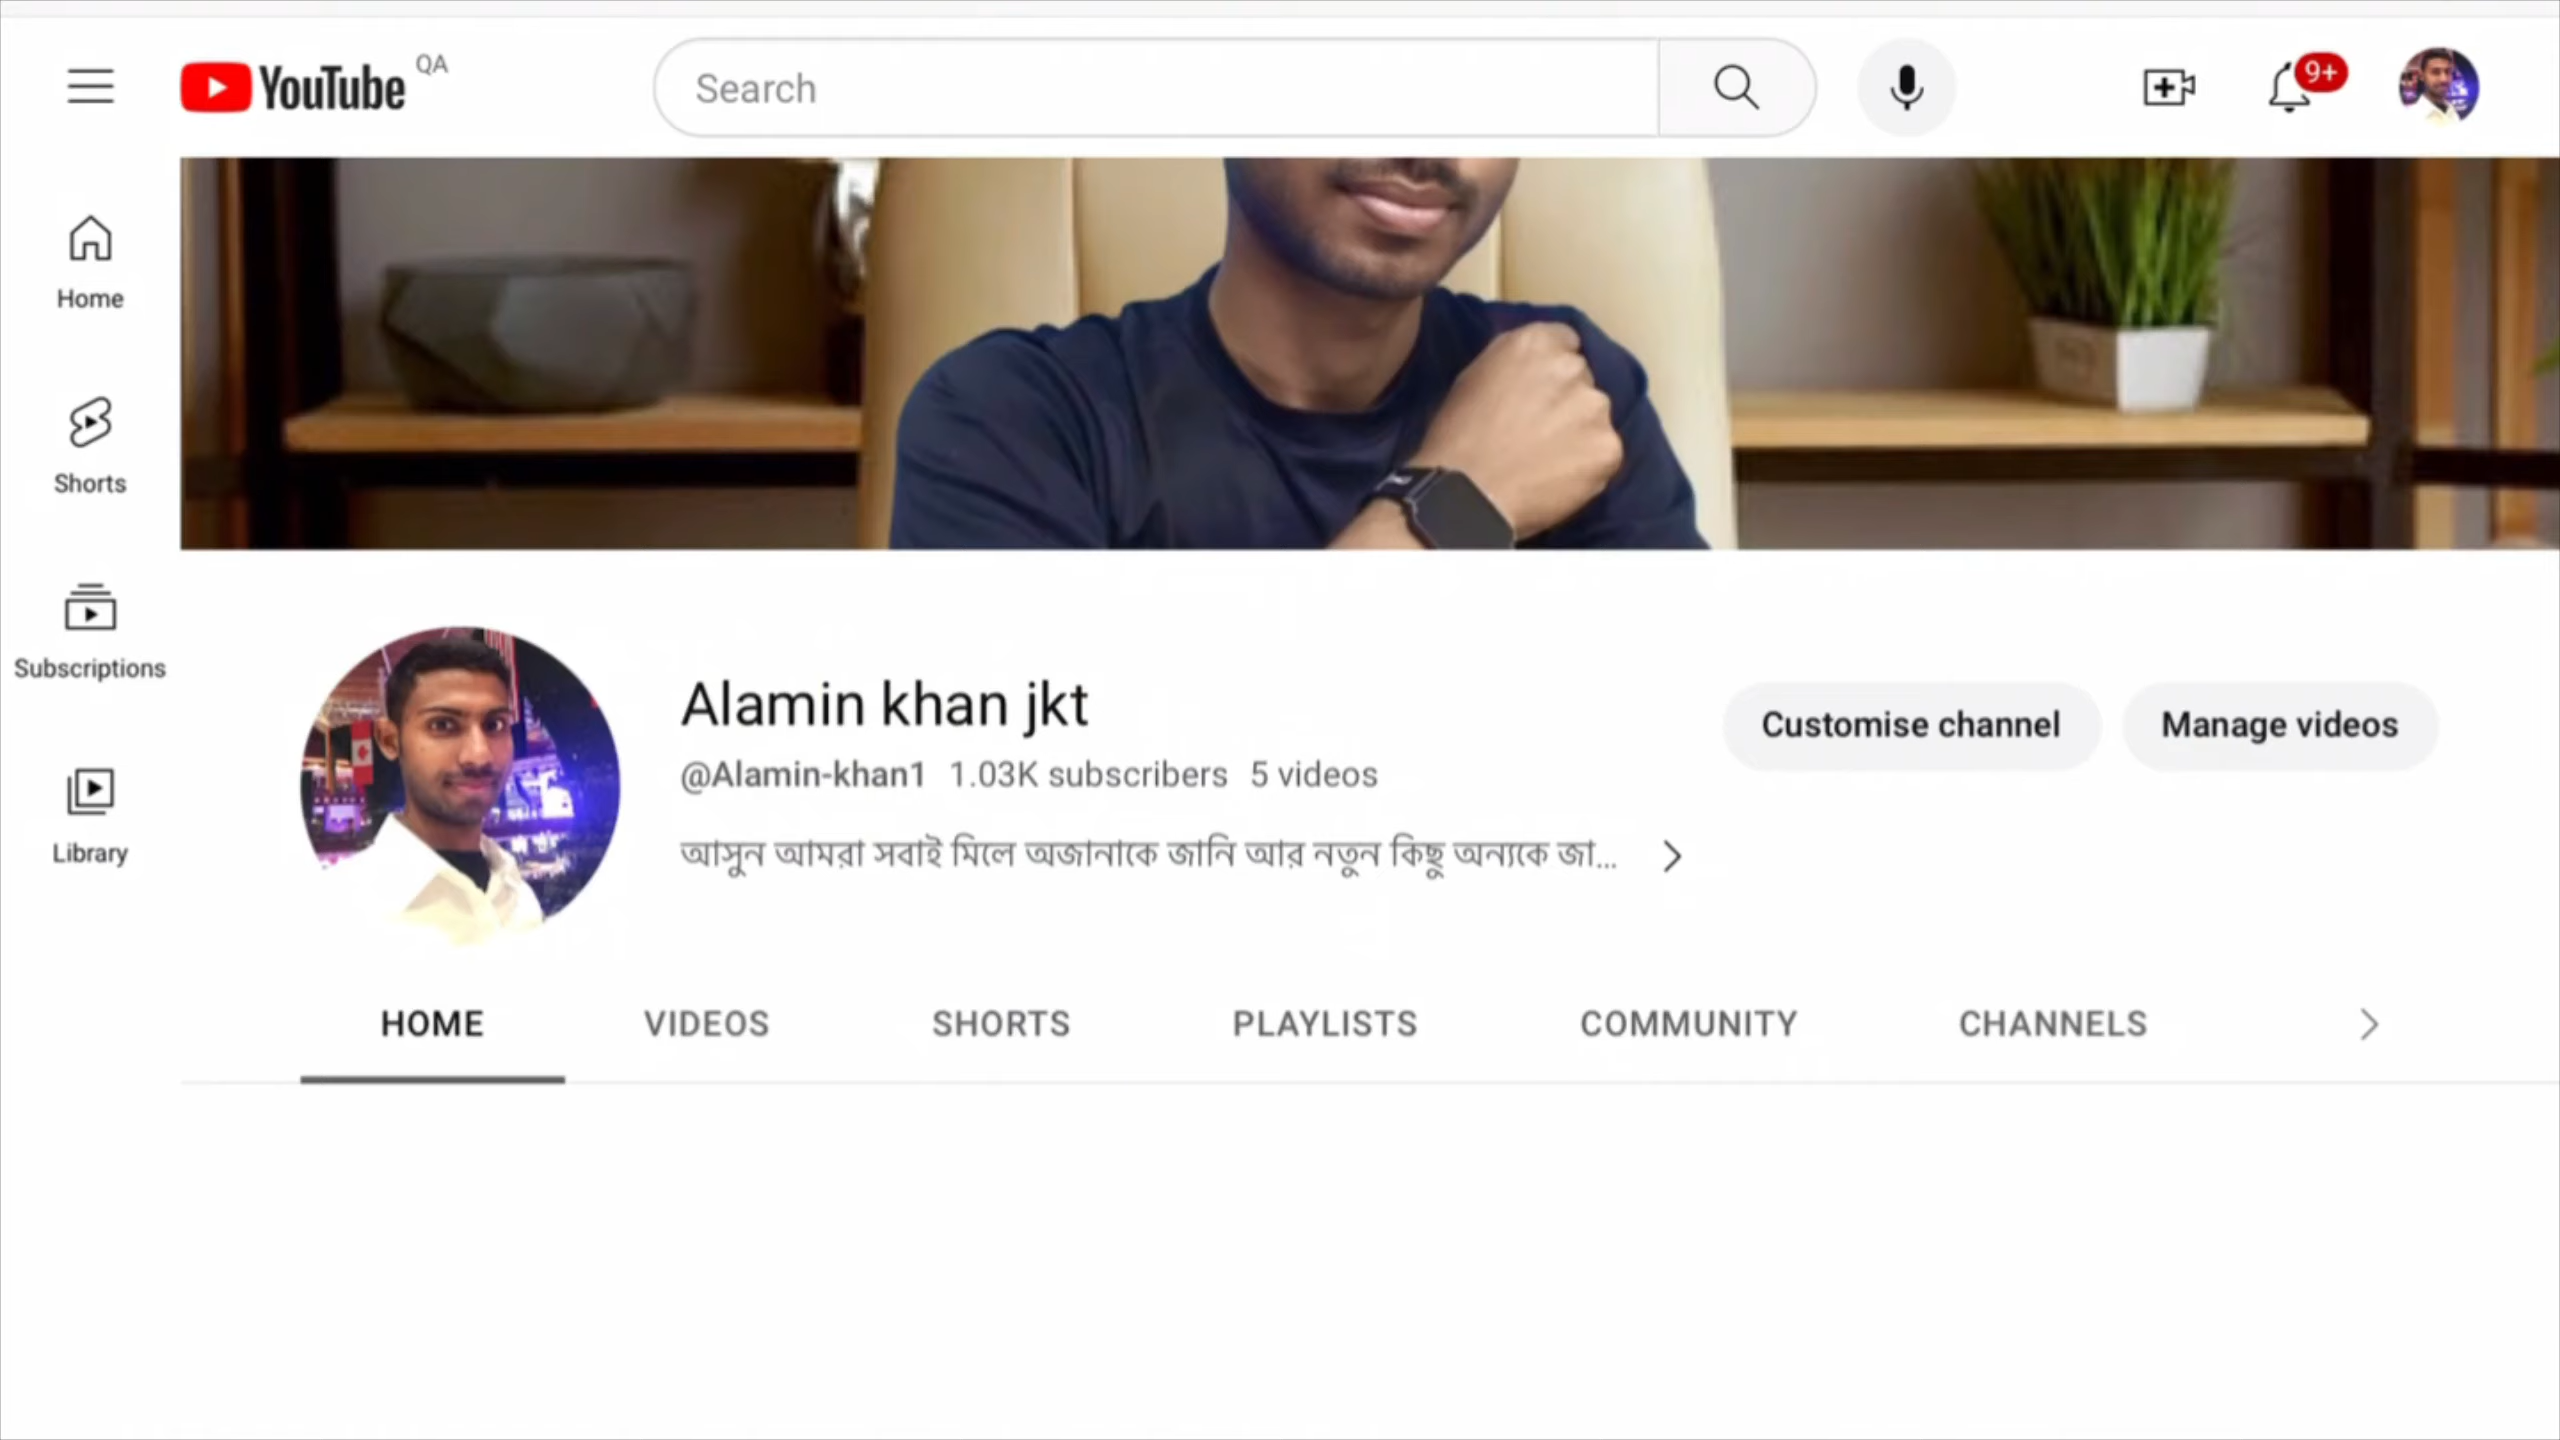 YouTube QA
Search
9+
Home
Shorts
Subscriptions
Library
Alamin khan jkt
@Alamin-khan1 1.03K subscribers 5 videos
আসুন আমরা সবাই মিলে অজানাকে জানি আর নতুন কিছু অন্যকে জা...
Customise channel
Manage videos
HOME VIDEOS SHORTS PLAYLISTS COMMUNITY CHANNELS